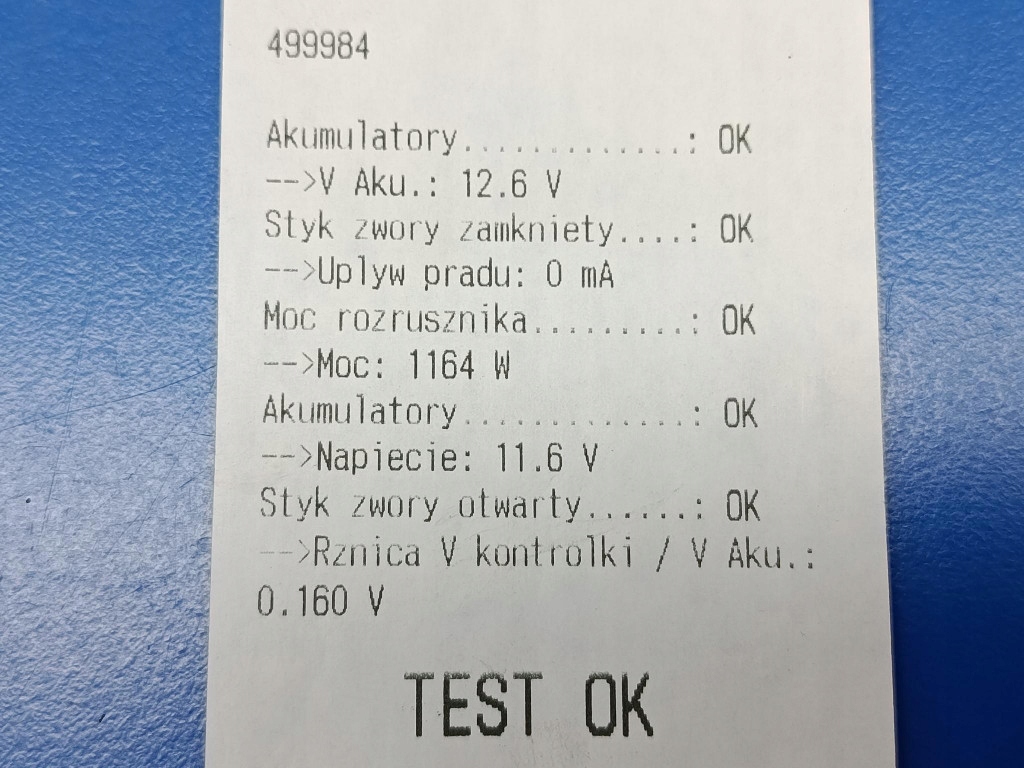 499984
Akumulatory.............: OK
-->V Aku.: 12.6 V
Styk zwory zamkniety....: OK
-->Uplyw pradu: 0 mA
Moc rozrusznika.........: OK
-->Moc: 1164 W
Akumulatory.............: OK
-->Napiecie: 11.6 V
Styk zwory otwarty......: OK
-->Rznica V kontrolki / V Aku.:
0.160 V
TEST OK